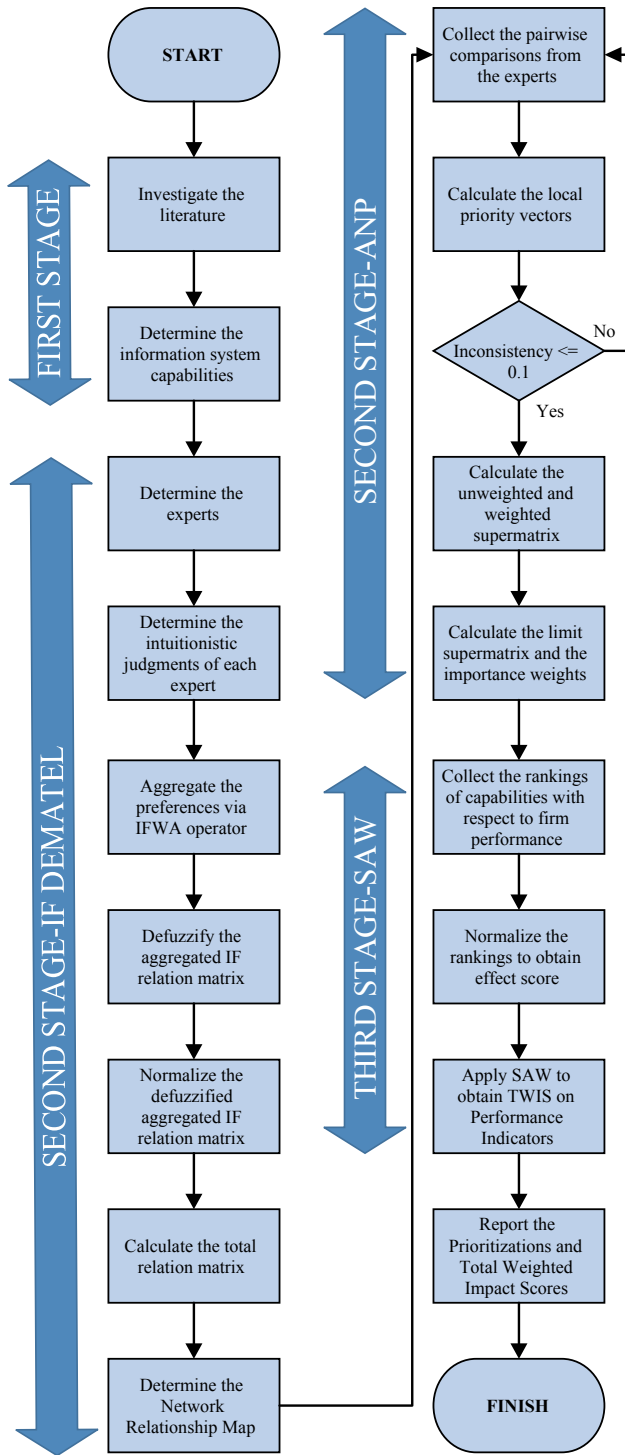 START
FIRST STAGE
Investigate the
literature
Determine the
information system
capabilities
SECOND STAGE-IF DEMATEL
Determine the
experts
Determine the
intuitionistic
judgments of each
expert
Aggregate the
preferences via
IFWA operator
Defuzzify the
aggregated IF
relation matrix
Normalize the
defuzzified
aggregated IF
relation matrix
Calculate the total
relation matrix
Determine the
Network
Relationship Map
SECOND STAGE-ANP
Collect the pairwise
comparisons from
the experts
Calculate the local
priority vectors
Inconsistency <=
0.1
No
Yes
Calculate the
unweighted and
weighted
supermatrix
Calculate the limit
supermatrix and the
importance weights
THIRD STAGE-SAW
Collect the rankings
of capabilities with
respect to firm
performance
Normalize the
rankings to obtain
effect score
Apply SAW to
obtain TWIS on
Performance
Indicators
Report the
Prioritizations and
Total Weighted
Impact Scores
FINISH